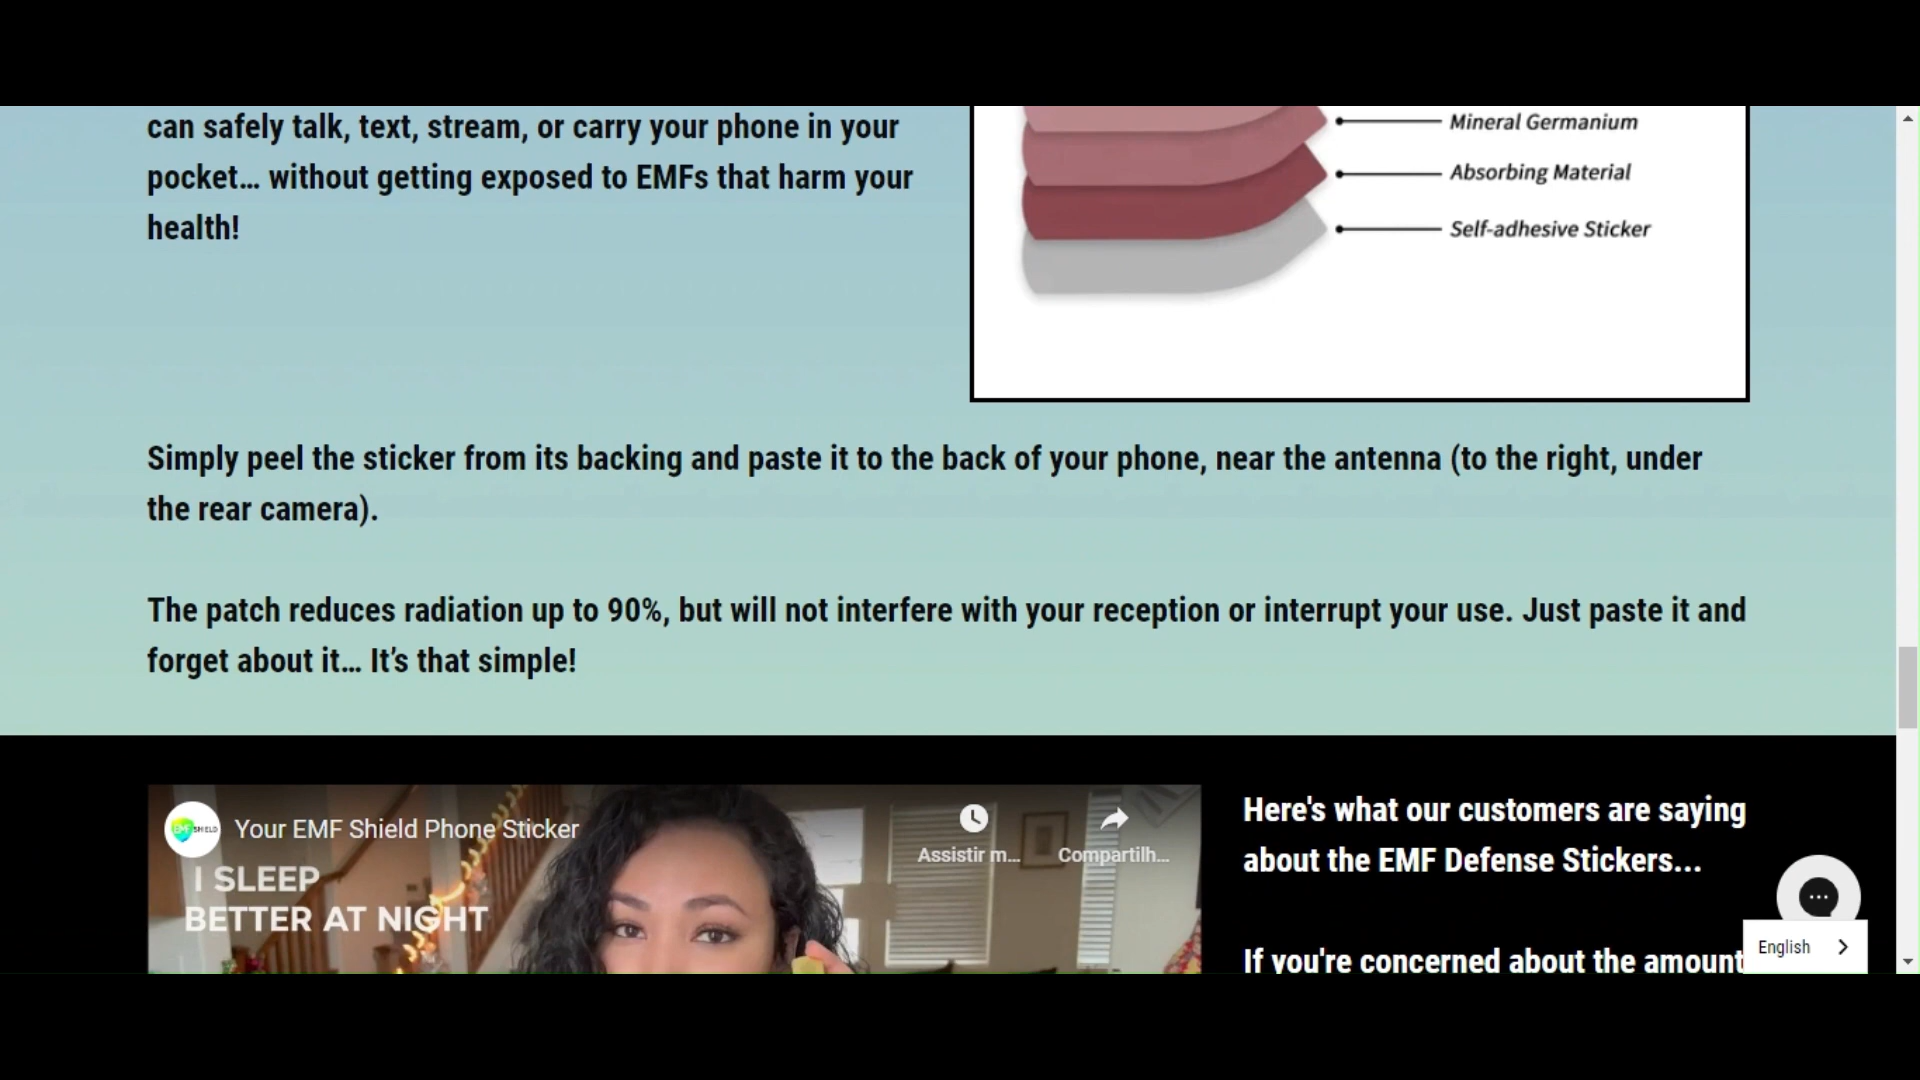 can safely talk, text, stream, or carry your phone in your
pocket… without getting exposed to EMFs that harm your
health!
Mineral Germanium
Absorbing Material
Self-adhesive Sticker
Simply peel the sticker from its backing and paste it to the back of your phone, near the antenna (to the right, under
the rear camera).
The patch reduces radiation up to 90%, but will not interfere with your reception or interrupt your use. Just paste it and
forget about it… It’s that simple!
EMF SHIELD
Your EMF Shield Phone Sticker
Assistir m...
Compartilh...
I SLEEP
BETTER AT NIGHT
Here's what our customers are saying
about the EMF Defense Stickers...
If you're concerned about the amount
English